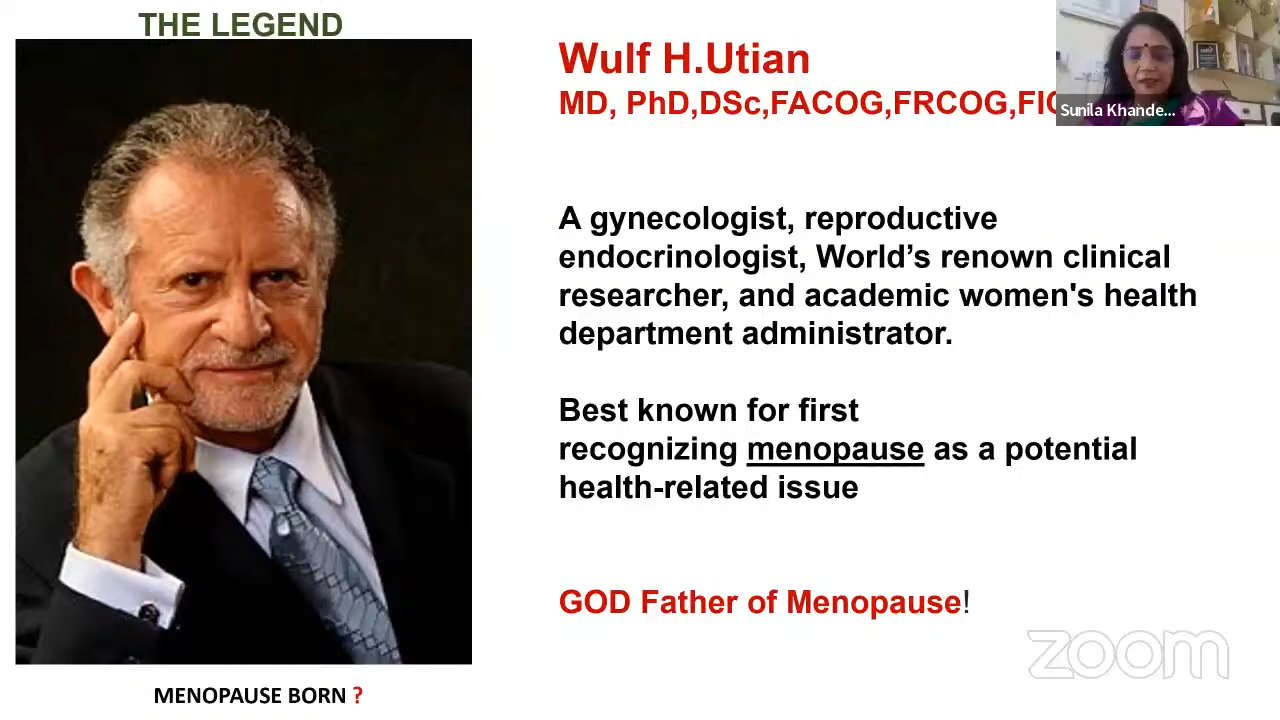 THE LEGEND
Wulf H.Utian
MD, PhD,DSc,FACOG,FRCOG,
Sunila Khande...
A gynecologist, reproductive
endocrinologist, World’s renown clinical
researcher, and academic women's health
department administrator.
Best known for first
recognizing menopause as a potential
health-related issue
GOD Father of Menopause!
zoom
MENOPAUSE BORN ?